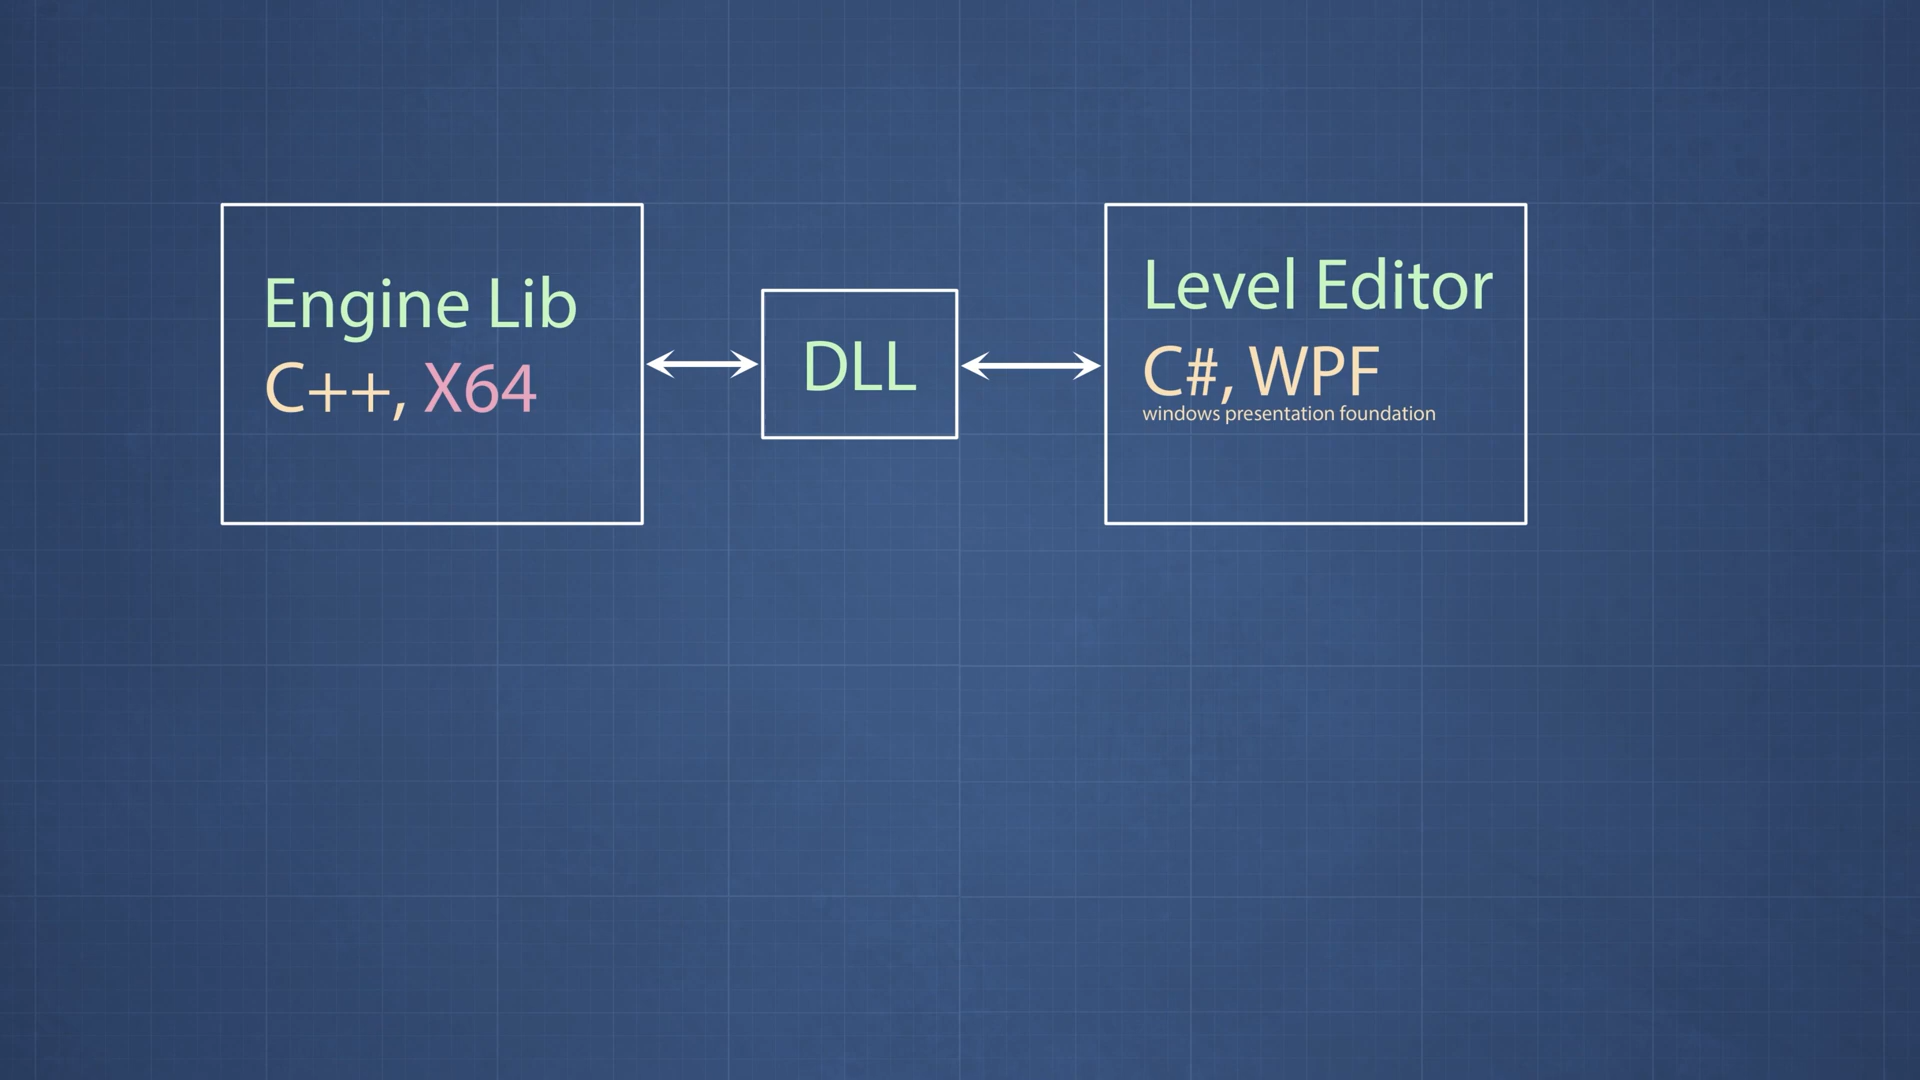 Engine Lib
C++, X64
DLL
Level Editor
C#, WPF
windows presentation foundation